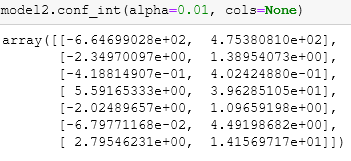 model2.conf_int(alpha=0.01, cols=None)
array([[-6.64699028e+02, 4.75380810e+02],
[-2.34970097e+00, 1.38954073e+00],
[-4.18814907e-01, 4.02424880e-01],
[ 5.59165333e+00, 3.96285105e+01],
[-2.02489657e+00, 1.09659198e+00],
[-6.79771168e-02, 4.49198682e+00],
[ 2.79546231e+00, 1.41569717e+01]])